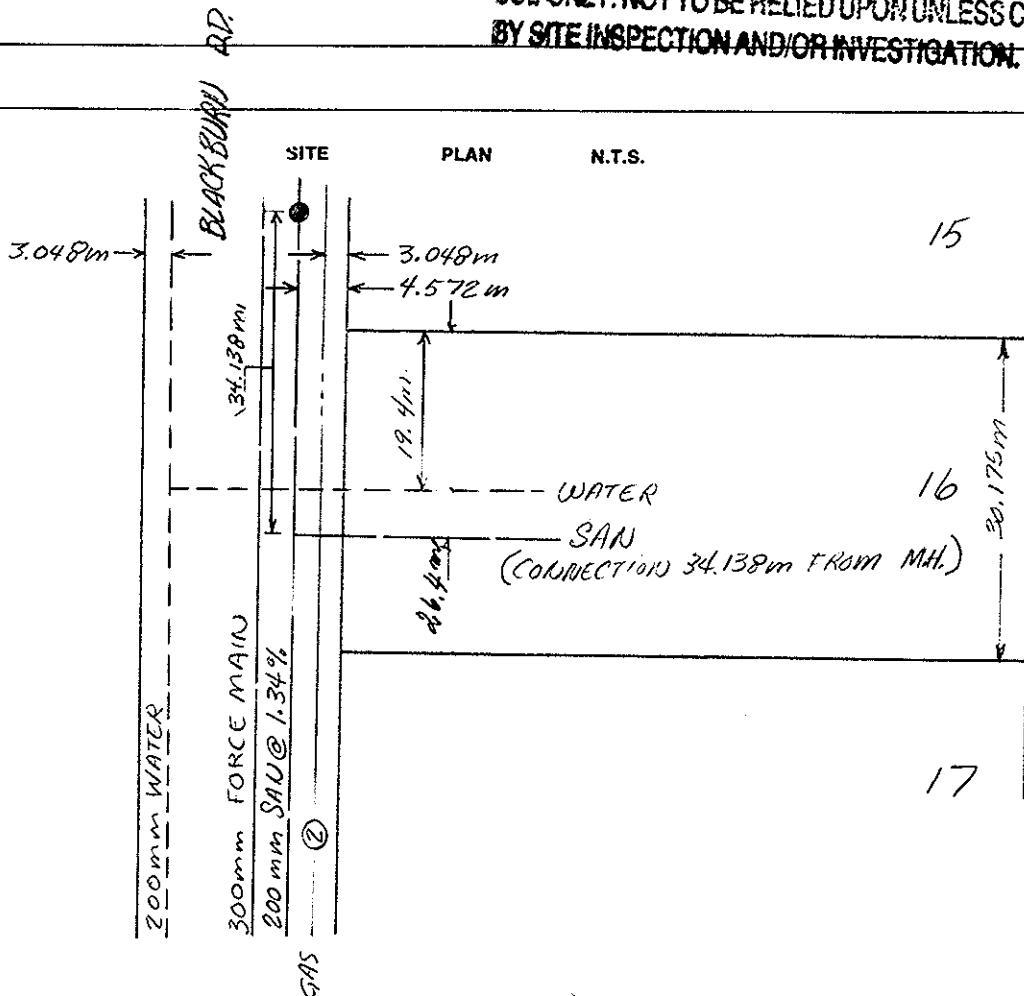 BY SITE INSPECTION AND/OR INVESTIGATION.
BLACKBURN RD.
SITE PLAN N.T.S.
15
3.048m
3.048m
4.572m
34.138m
19.4m.
WATER
16
30.175m
SAN
(CONNECTION 34.138m FROM MH.)
26.4m
200mm WATER
300mm FORCE MAIN
200mm SAN @ 1.34%
17
2
GAS